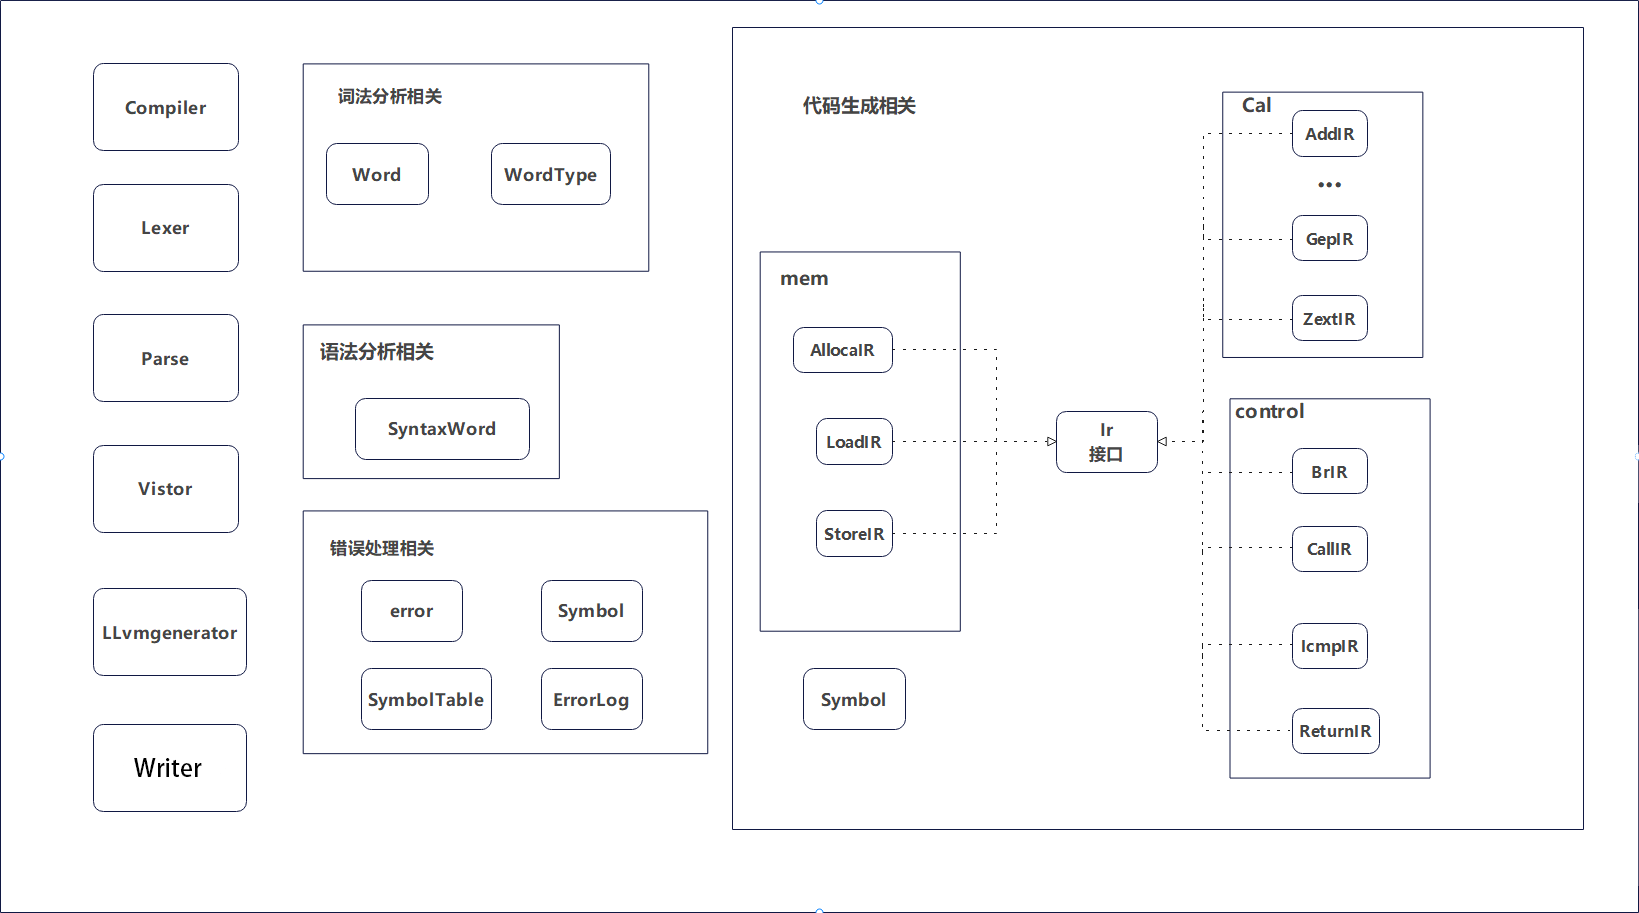 Compiler
Lexer
Parse
Vistor
LLvmgenerator
Writer
词法分析相关
Word
WordType
语法分析相关
SyntaxWord
错误处理相关
error
Symbol
SymbolTable
ErrorLog
代码生成相关
mem
AllocaIR
LoadIR
StoreIR
Symbol
Ir
接口
Cal
AddIR
•••
GepIR
ZextIR
control
BrIR
CallIR
IcmpIR
ReturnIR